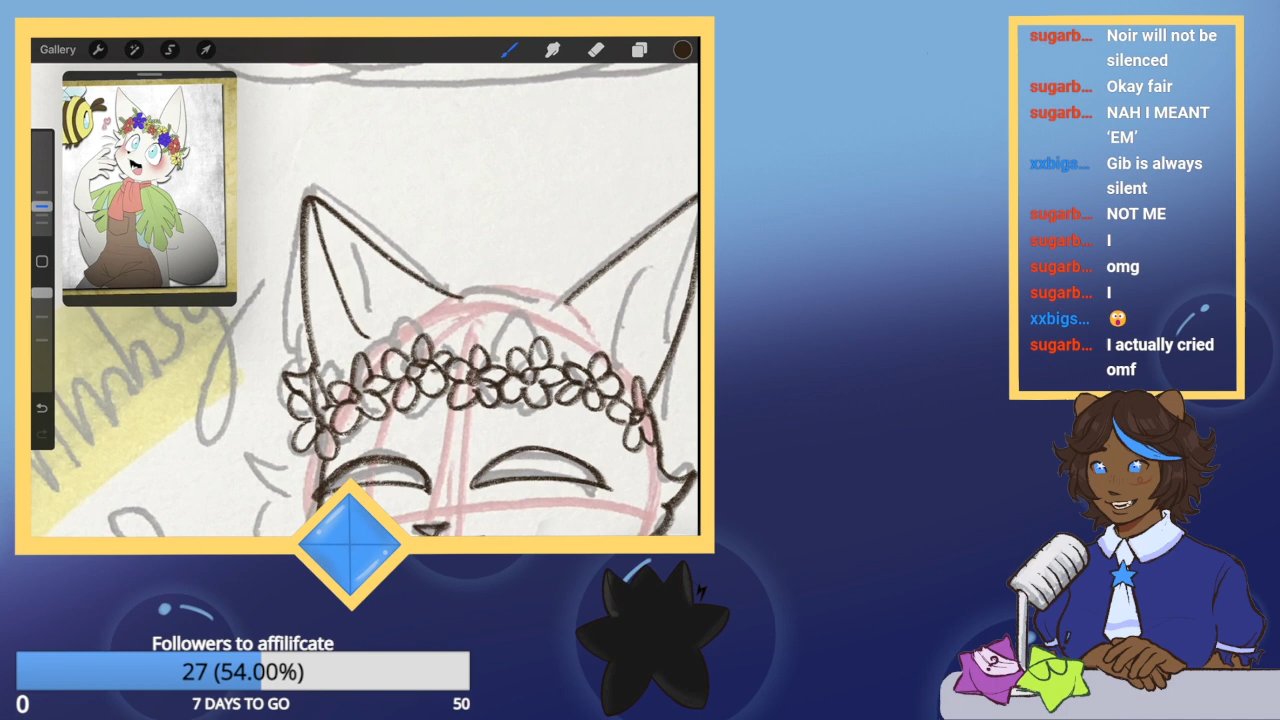 Gallery
sugarb... Noir will not be
silenced
sugarb... Okay fair
sugarb... NAH I MEANT
‘EM’
xxbigs... Gib is always
silent
sugarb... NOT ME
sugarb... I
sugarb... omg
sugarb... I
xxbigs... 😲
sugarb... I actually cried
omf
Followers to affilifcate
27 (54.00%)
0 7 DAYS TO GO 50